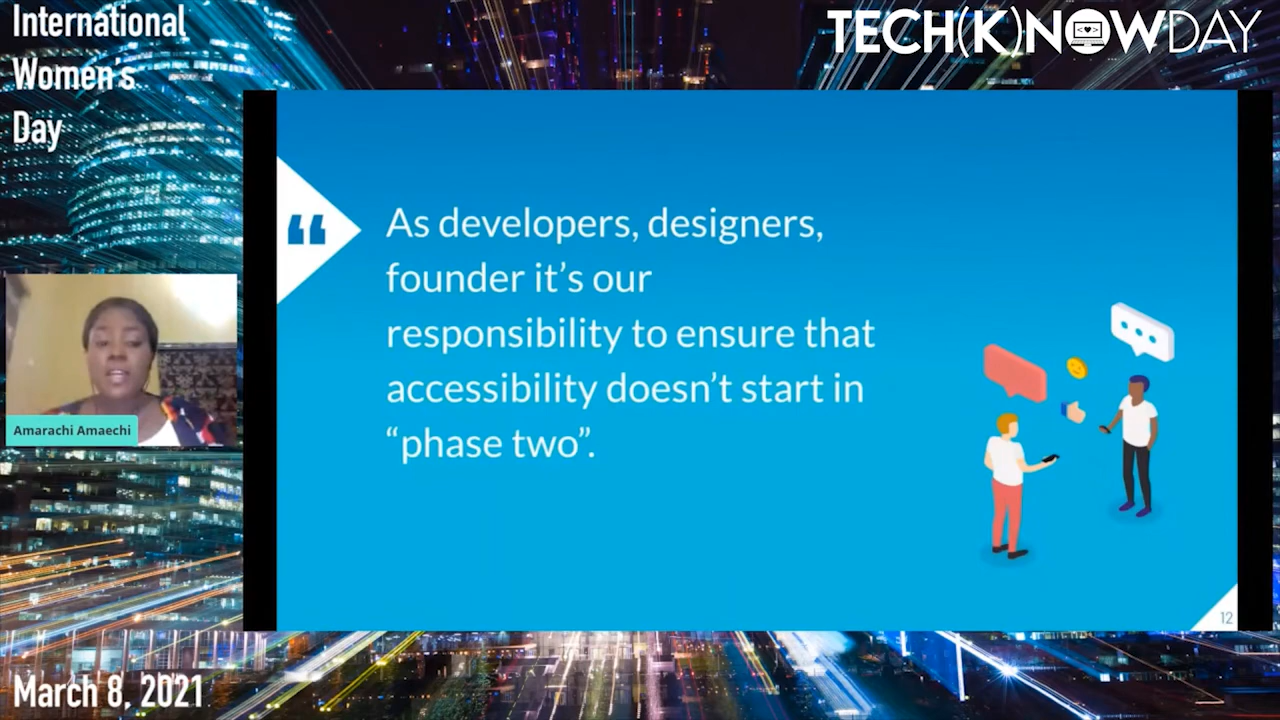 International
Women's
Day
TECH(K)NOWDAY
“
As developers, designers,
founder it’s our
responsibility to ensure that
accessibility doesn’t start in
“phase two”.
Amarachi Amaechi
12
March 8, 2021